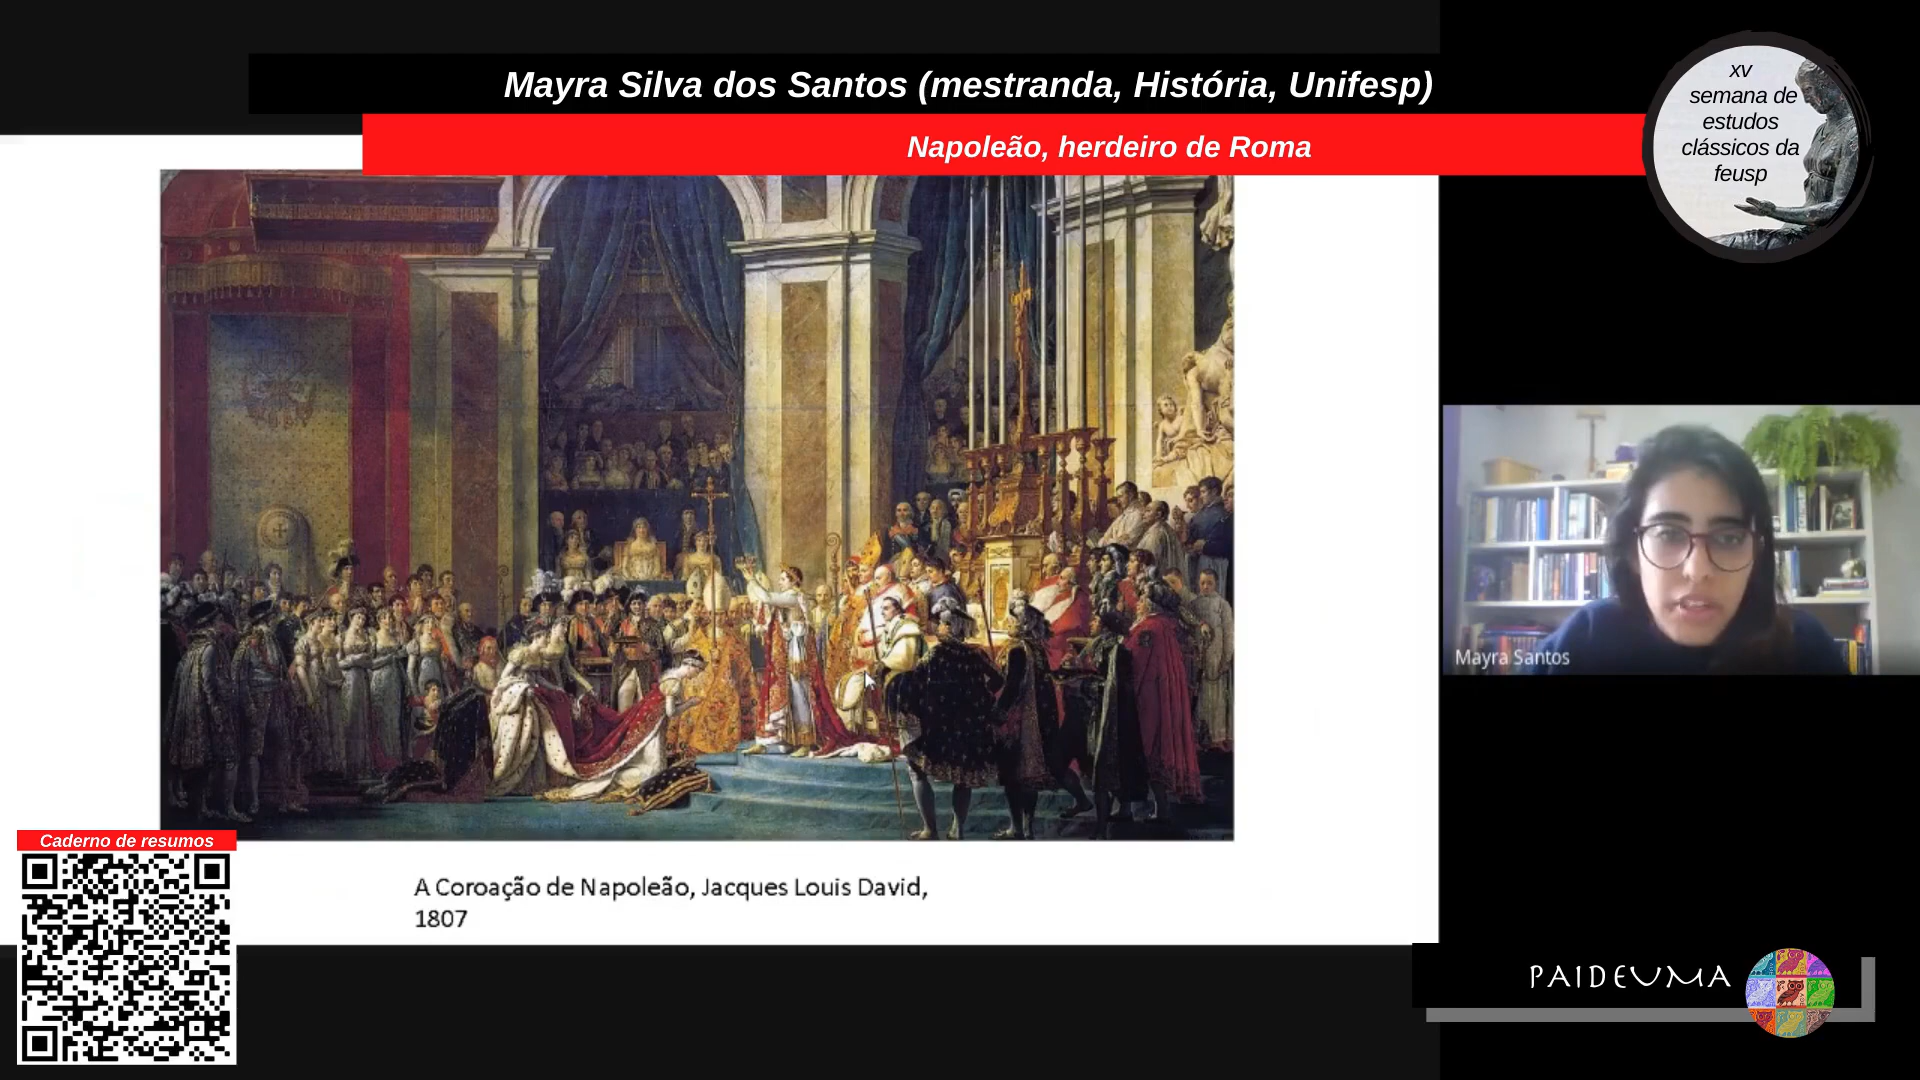 Mayra Silva dos Santos (mestranda, História, Unifesp)
Napoleão, herdeiro de Roma
xv
semana de
estudos
clássicos da
feusp
Mayra Santos
Caderno de resumos
A Coroação de Napoleão, Jacques Louis David,
1807
PAIDEUMA